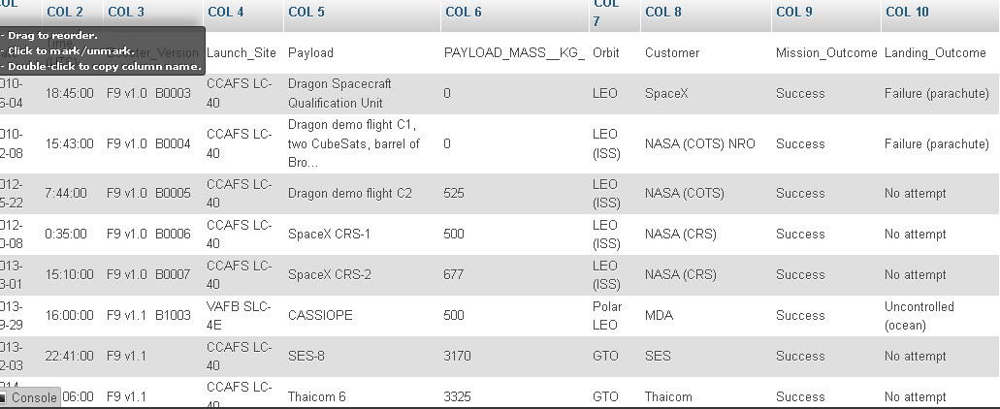 COL COL 2 COL 3 COL 4 COL 5 COL 6 COL 7 COL 8 COL 9 COL 10
- Drag to reorder.
- Click to mark/unmark.
- Double-click to copy column name.
Launch_Site Payload PAYLOAD_MASS__KG_ Orbit Customer Mission_Outcome Landing_Outcome
010-
6-04 18:45:00 F9 v1.0 B0003 CCAFS LC-
40 Dragon Spacecraft
Qualification Unit 0 LEO SpaceX Success Failure (parachute)
010-
2-08 15:43:00 F9 v1.0 B0004 CCAFS LC-
40 Dragon demo flight C1,
two CubeSats, barrel of
Bro... 0 LEO
(ISS) NASA (COTS) NRO Success Failure (parachute)
012-
5-22 7:44:00 F9 v1.0 B0005 CCAFS LC-
40 Dragon demo flight C2 525 LEO
(ISS) NASA (COTS) Success No attempt
012-
0-08 0:35:00 F9 v1.0 B0006 CCAFS LC-
40 SpaceX CRS-1 500 LEO
(ISS) NASA (CRS) Success No attempt
013-
3-01 15:10:00 F9 v1.0 B0007 CCAFS LC-
40 SpaceX CRS-2 677 LEO
(ISS) NASA (CRS) Success No attempt
013-
9-29 16:00:00 F9 v1.1 B1003 VAFB SLC-
4E CASSIOPE 500 Polar
LEO MDA Success Uncontrolled
(ocean)
013-
2-03 22:41:00 F9 v1.1 CCAFS LC-
40 SES-8 3170 GTO SES Success No attempt
Console 06:00 F9 v1.1 CCAFS LC-
40 Thaicom 6 3325 GTO Thaicom Success No attempt